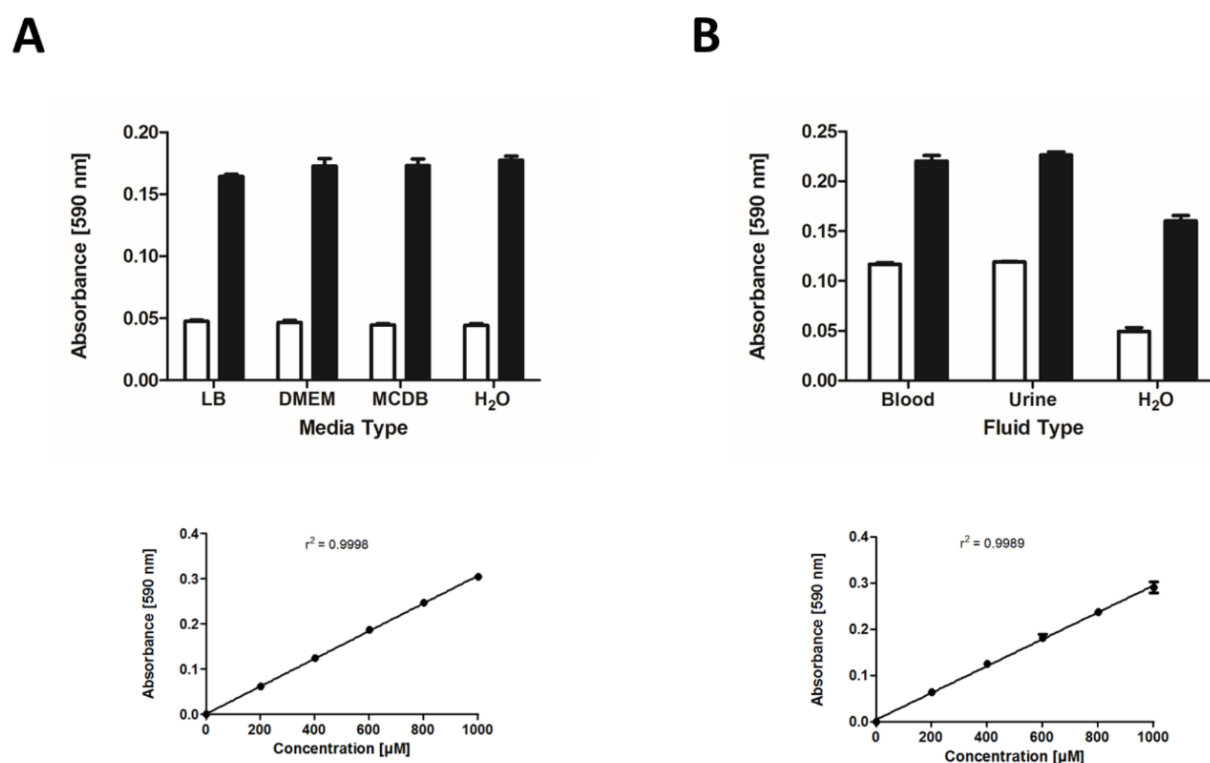 A
B
Absorbance [590 nm]
0.20
0.15
0.10
0.05
0.00
LB DMEM MCDB H₂O
Media Type
Absorbance [590 nm]
0.25
0.20
0.15
0.10
0.05
0.00
Blood Urine H₂O
Fluid Type
r² = 0.9998
Absorbance [590 nm]
0.4
0.3
0.2
0.1
0.0
0 200 400 600 800 1000
Concentration [µM]
r² = 0.9989
Absorbance [590 nm]
0.4
0.3
0.2
0.1
0.0
0 200 400 600 800 1000
Concentration [µM]